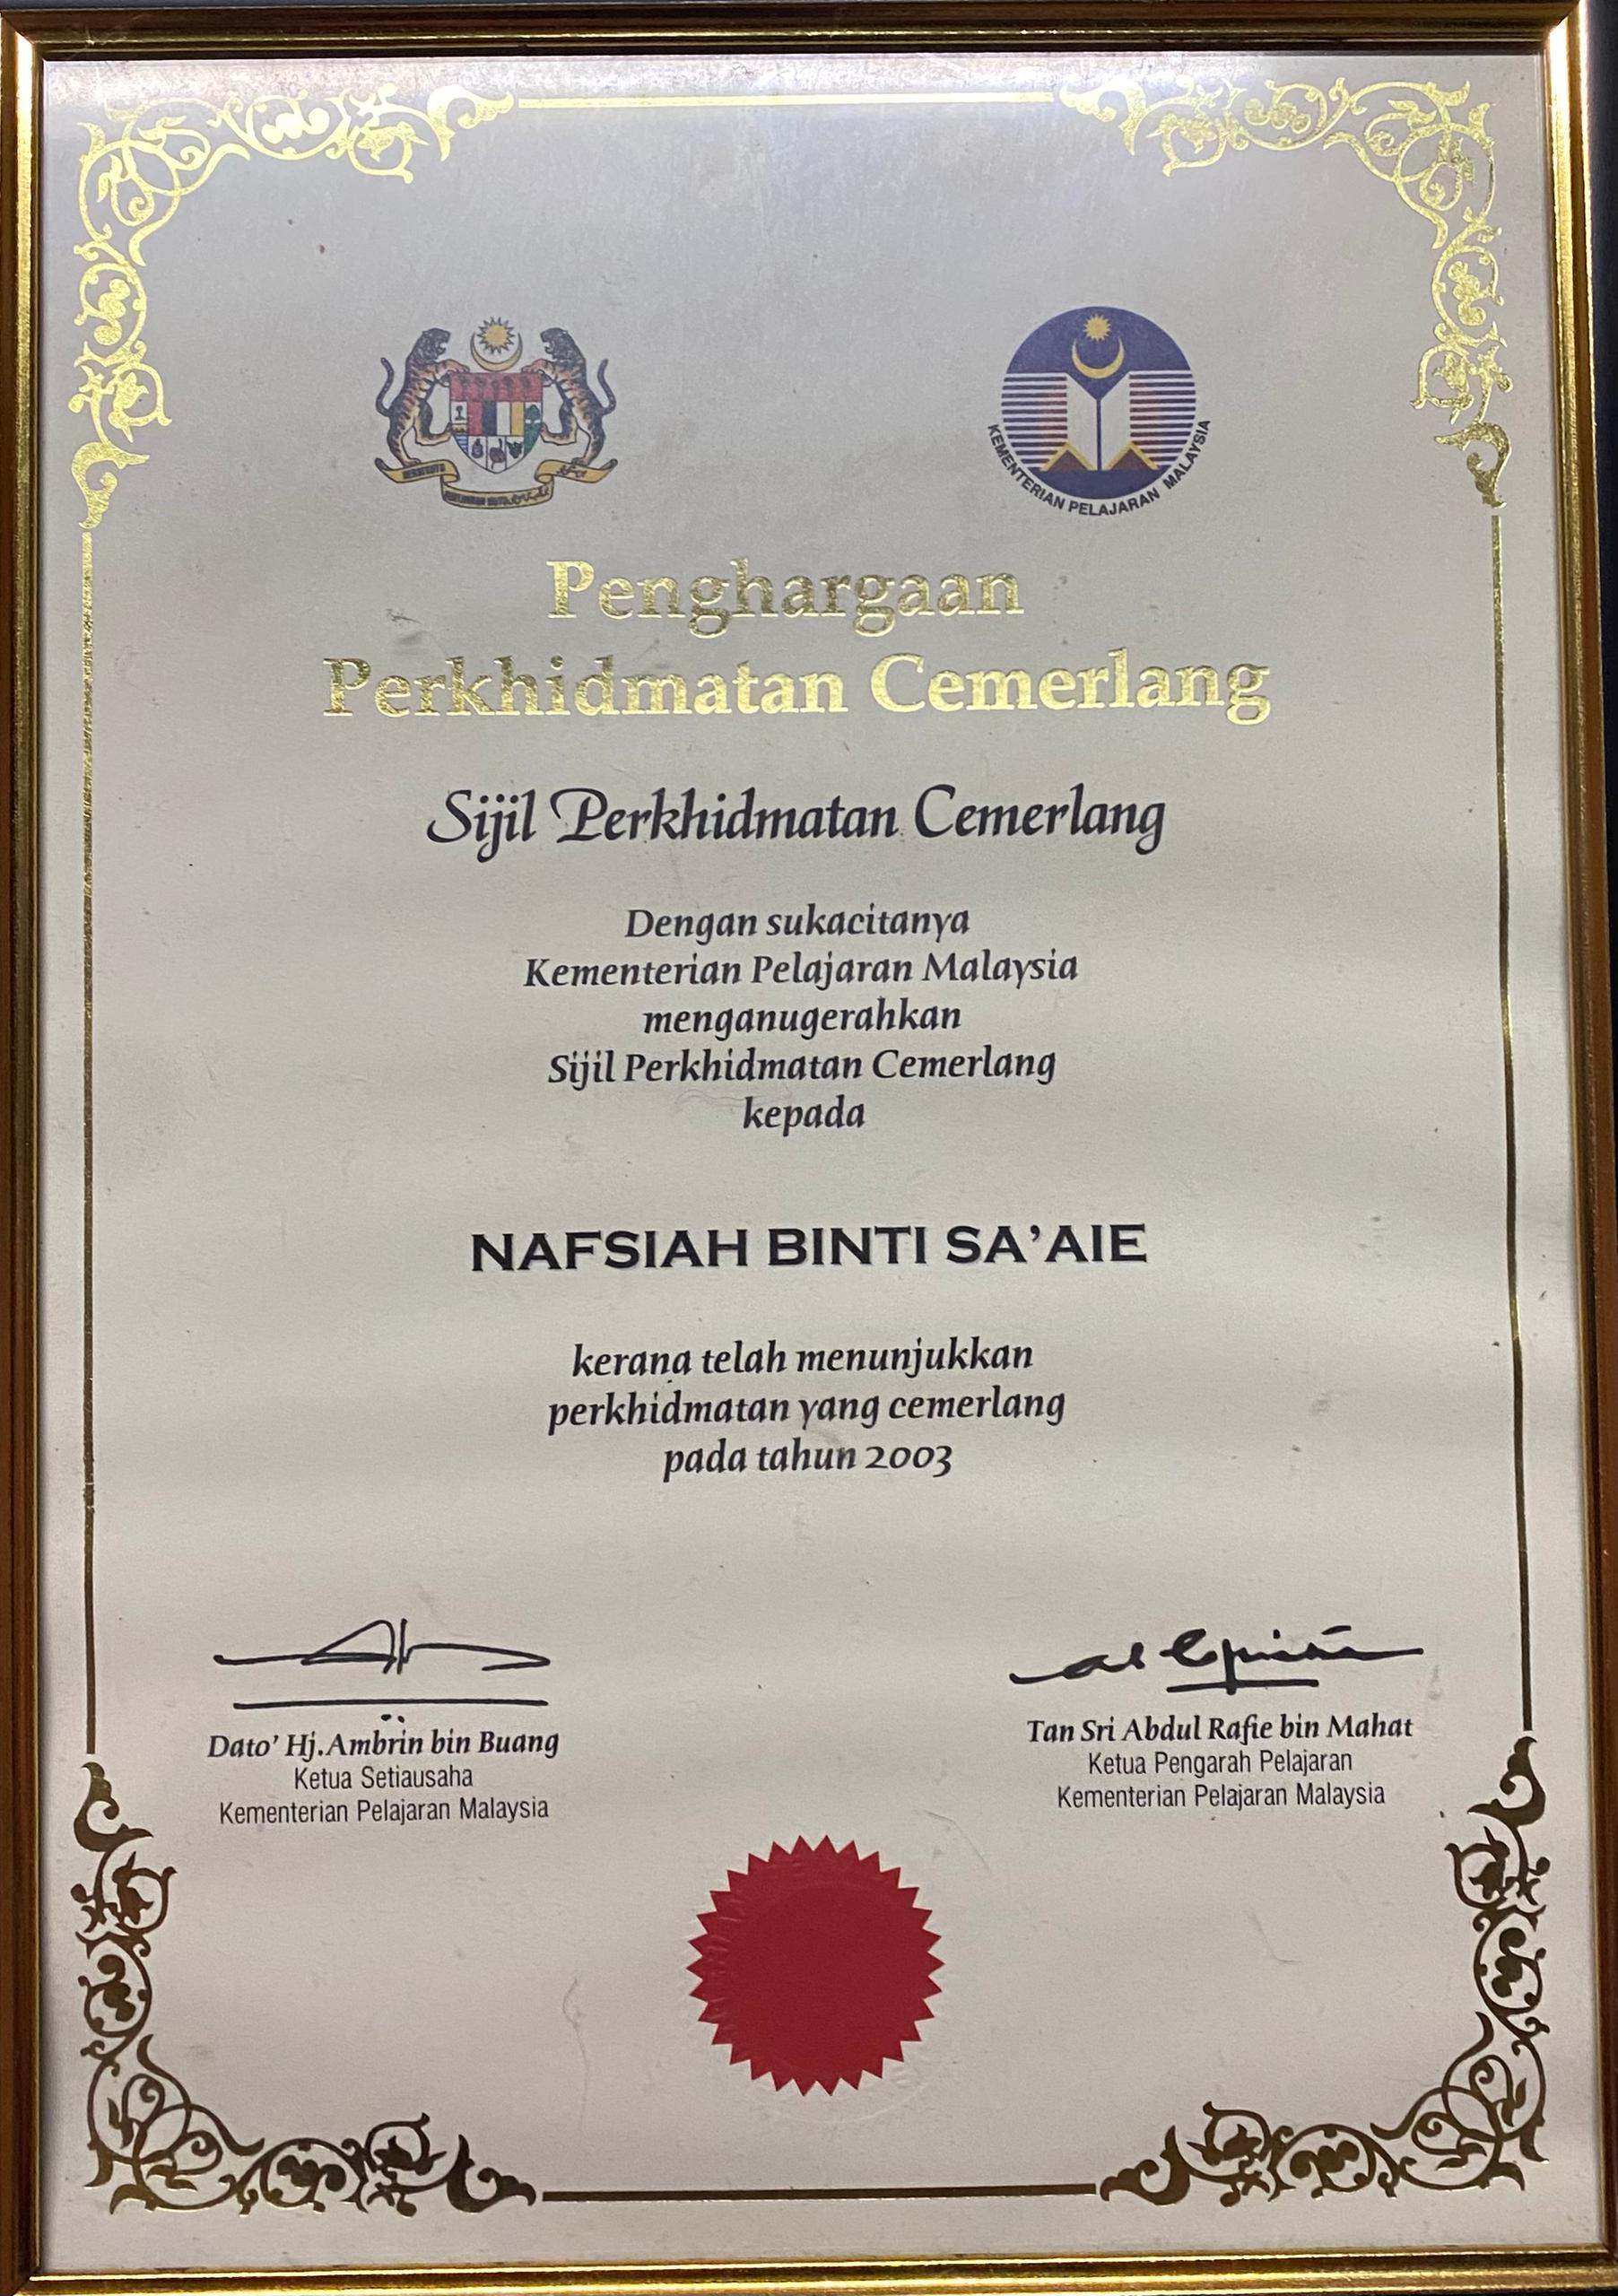 KEMENTERIAN PELAJARAN MALAYSIA
Penghargaan
Perkhidmatan Cemerlang
Sijil Perkhidmatan Cemerlang
Dengan sukacitanya
Kementerian Pelajaran Malaysia
menganugerahkan
Sijil Perkhidmatan Cemerlang
kepada
NAFSIAH BINTI SA'AIE
kerana telah menunjukkan
perkhidmatan yang cemerlang
pada tahun 2003
Dato' Hj. Ambrin bin Buang
Ketua Setiausaha
Kementerian Pelajaran Malaysia
Tan Sri Abdul Rafie bin Mahat
Ketua Pengarah Pelajaran
Kementerian Pelajaran Malaysia